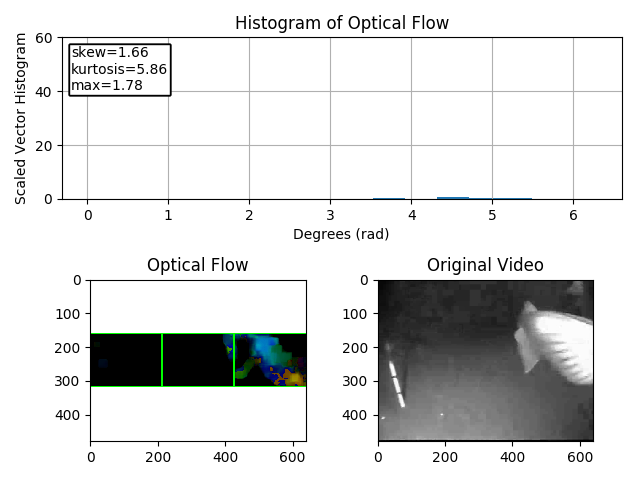 Histogram of Optical Flow
Scaled Vector Histogram
60
40
20
0
skew=1.66
kurtosis=5.86
max=1.78
0 1 2 3 4 5 6
Degrees (rad)
Optical Flow
0
100
200
300
400
0 200 400 600
Original Video
0
100
200
300
400
0 200 400 600